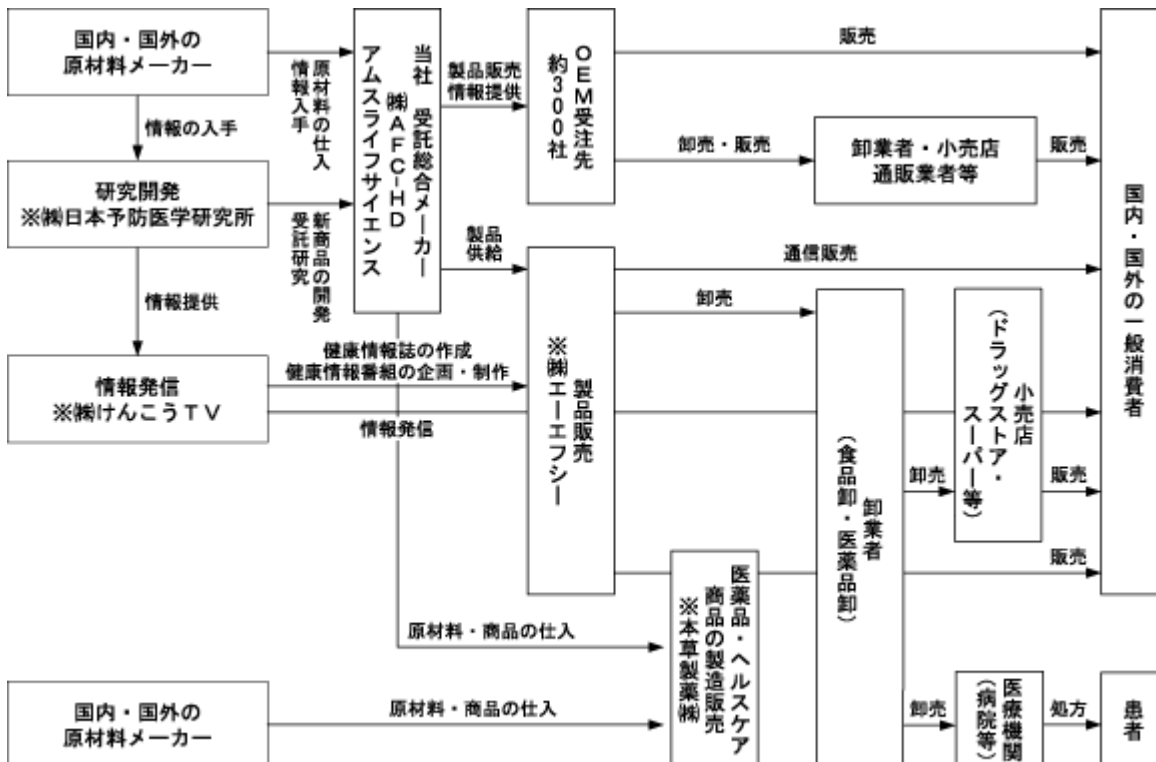 国内・国外の
原材料メーカー
情報の入手
研究開発
※㈱日本予防医学研究所
情報提供
情報発信
※㈱けんこうＴＶ
原材料の仕入
情報入手
新商品の開発
受託研究
当社　受託総合メーカー
㈱ＡＦＣ－ＨＤ
アムスライフサイエンス
製品販売
情報提供
製品
供給
健康情報誌の作成
健康情報番組の企画・制作
情報発信
ＯＥＭ受注先
約３００社
販売
卸売・販売
卸業者・小売店
通販業者等
販売
製品販売
※㈱エーエフシー
通信販売
卸売
卸業者
（食品卸・医薬品卸）
卸売
小売店
（ドラッグストア・
スーパー等）
販売
販売
国内・国外の一般消費者
原材料・商品の仕入
国内・国外の
原材料メーカー
原材料・商品の仕入
医薬品・ヘルスケア
商品の製造販売
※本草製薬㈱
卸売
医療機関
（病院等）
処方
患者